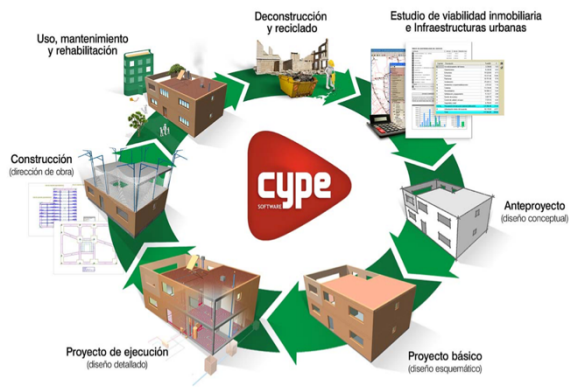 Deconstrucción
y reciclado
Estudio de viabilidad inmobiliaria
e Infraestructuras urbanas
Uso, mantenimiento
y rehabilitación
Construcción
(dirección de obra)
cype
SOFTWARE
Anteproyecto
(diseño conceptual)
Proyecto de ejecución
(diseño detallado)
Proyecto básico
(diseño esquemático)